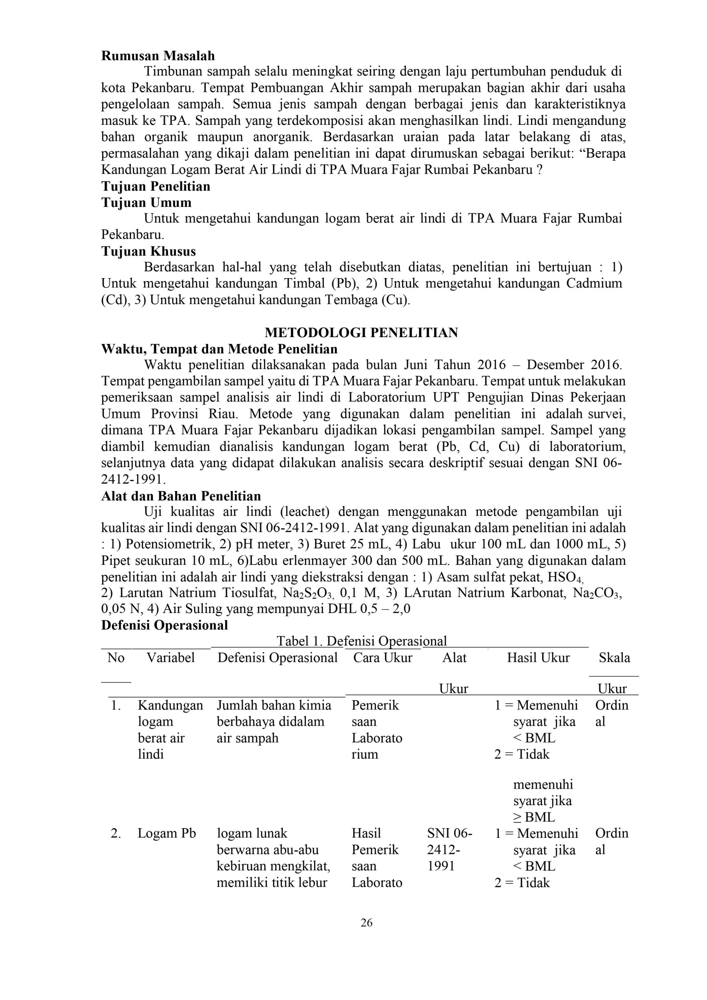 Rumusan Masalah
Timbunan sampah selalu meningkat seiring dengan laju pertumbuhan penduduk di
kota Pekanbaru. Tempat Pembuangan Akhir sampah merupakan bagian akhir dari usaha
pengelolaan sampah. Semua jenis sampah dengan berbagai jenis dan karakteristiknya
masuk ke TPA. Sampah yang terdekomposisi akan menghasilkan lindi. Lindi mengandung
bahan organik maupun anorganik. Berdasarkan uraian pada latar belakang di atas,
permasalahan yang dikaji dalam penelitian ini dapat dirumuskan sebagai berikut: “Berapa
Kandungan Logam Berat Air Lindi di TPA Muara Fajar Rumbai Pekanbaru ?
Tujuan Penelitian
Tujuan Umum
Untuk mengetahui kandungan logam berat air lindi di TPA Muara Fajar Rumbai
Pekanbaru.
Tujuan Khusus
Berdasarkan hal-hal yang telah disebutkan diatas, penelitian ini bertujuan : 1)
Untuk mengetahui kandungan Timbal (Pb), 2) Untuk mengetahui kandungan Cadmium
(Cd), 3) Untuk mengetahui kandungan Tembaga (Cu).
METODOLOGI PENELITIAN
Waktu, Tempat dan Metode Penelitian
Waktu penelitian dilaksanakan pada bulan Juni Tahun 2016 – Desember 2016.
Tempat pengambilan sampel yaitu di TPA Muara Fajar Pekanbaru. Tempat untuk melakukan
pemeriksaan sampel analisis air lindi di Laboratorium UPT Pengujian Dinas Pekerjaan
Umum Provinsi Riau. Metode yang digunakan dalam penelitian ini adalah survei,
dimana TPA Muara Fajar Pekanbaru dijadikan lokasi pengambilan sampel. Sampel yang
diambil kemudian dianalisis kandungan logam berat (Pb, Cd, Cu) di laboratorium,
selanjutnya data yang didapat dilakukan analisis secara deskriptif sesuai dengan SNI 06-
2412-1991.
Alat dan Bahan Penelitian
Uji kualitas air lindi (leachet) dengan menggunakan metode pengambilan uji
kualitas air lindi dengan SNI 06-2412-1991. Alat yang digunakan dalam penelitian ini adalah
: 1) Potensiometrik, 2) pH meter, 3) Buret 25 mL, 4) Labu ukur 100 mL dan 1000 mL, 5)
Pipet seukuran 10 mL, 6)Labu erlenmayer 300 dan 500 mL. Bahan yang digunakan dalam
penelitian ini adalah air lindi yang diekstraksi dengan : 1) Asam sulfat pekat, HSO₄,
2) Larutan Natrium Tiosulfat, Na₂S₂O₃, 0,1 M, 3) LArutan Natrium Karbonat, Na₂CO₃,
0,05 N, 4) Air Suling yang mempunyai DHL 0,5 – 2,0
Defenisi Operasional
Tabel 1. Defenisi Operasional
No Variabel Defenisi Operasional Cara Ukur Alat Hasil Ukur Skala
Ukur Ukur
1. Kandungan Jumlah bahan kimia Pemerik 1 = Memenuhi Ordin
logam berbahaya didalam saan syarat jika al
berat air air sampah Laborato < BML
lindi rium 2 = Tidak
memenuhi
syarat jika
≥ BML
2. Logam Pb logam lunak Hasil SNI 06- 1 = Memenuhi Ordin
berwarna abu-abu Pemerik 2412- syarat jika al
kebiruan mengkilat, saan 1991 < BML
memiliki titik lebur Laborato 2 = Tidak
26